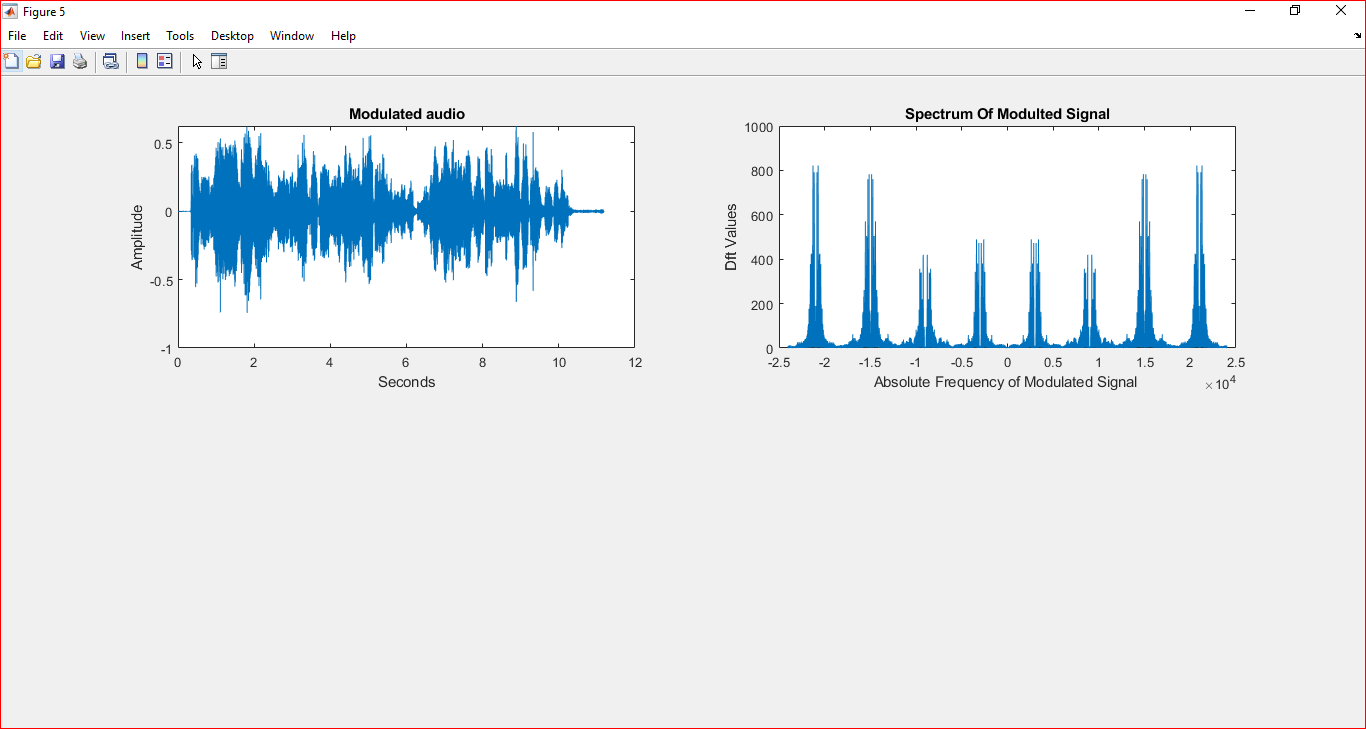 Figure 5
File Edit View Insert Tools Desktop Window Help
Modulated audio
0.5
0
-0.5
-1
Amplitude
0 2 4 6 8 10 12
Seconds
Spectrum Of Modulted Signal
1000
800
600
400
200
0
Dft Values
-2.5 -2 -1.5 -1 -0.5 0 0.5 1 1.5 2 2.5
Absolute Frequency of Modulated Signal
×10^4